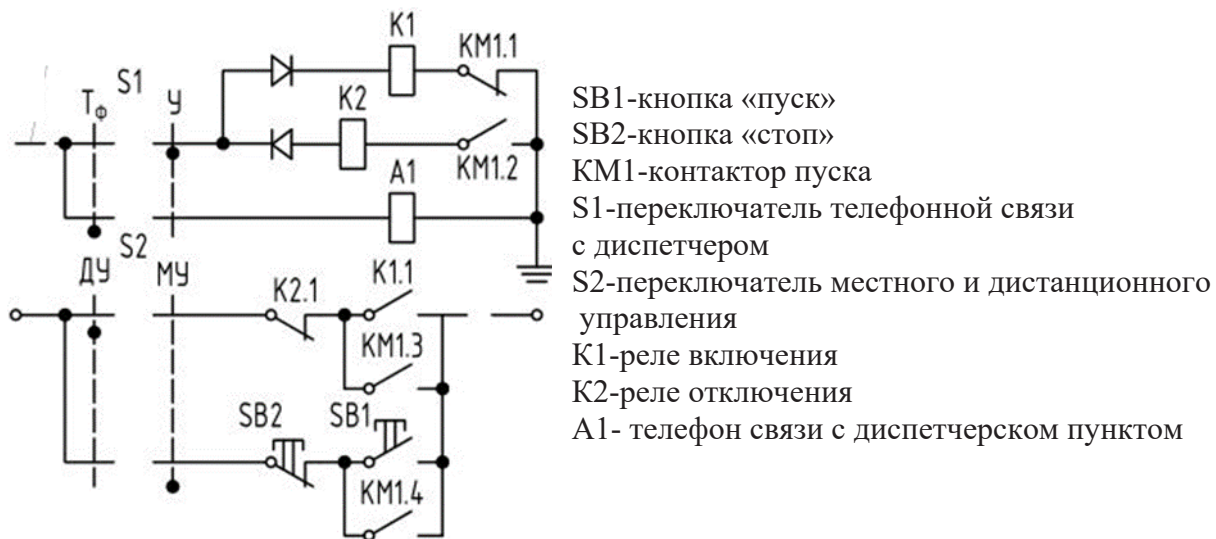 K1
KM1.1
S1
Тф
У
K2
KM1.2
A1
S2
ДУ
МУ
K2.1
K1.1
KM1.3
SB2
SB1
KM1.4
SB1-кнопка «пуск»
SB2-кнопка «стоп»
КМ1-контактор пуска
S1-переключатель телефонной связи
с диспетчером
S2-переключатель местного и дистанционного
управления
К1-реле включения
К2-реле отключения
А1- телефон связи с диспетчерском пунктом